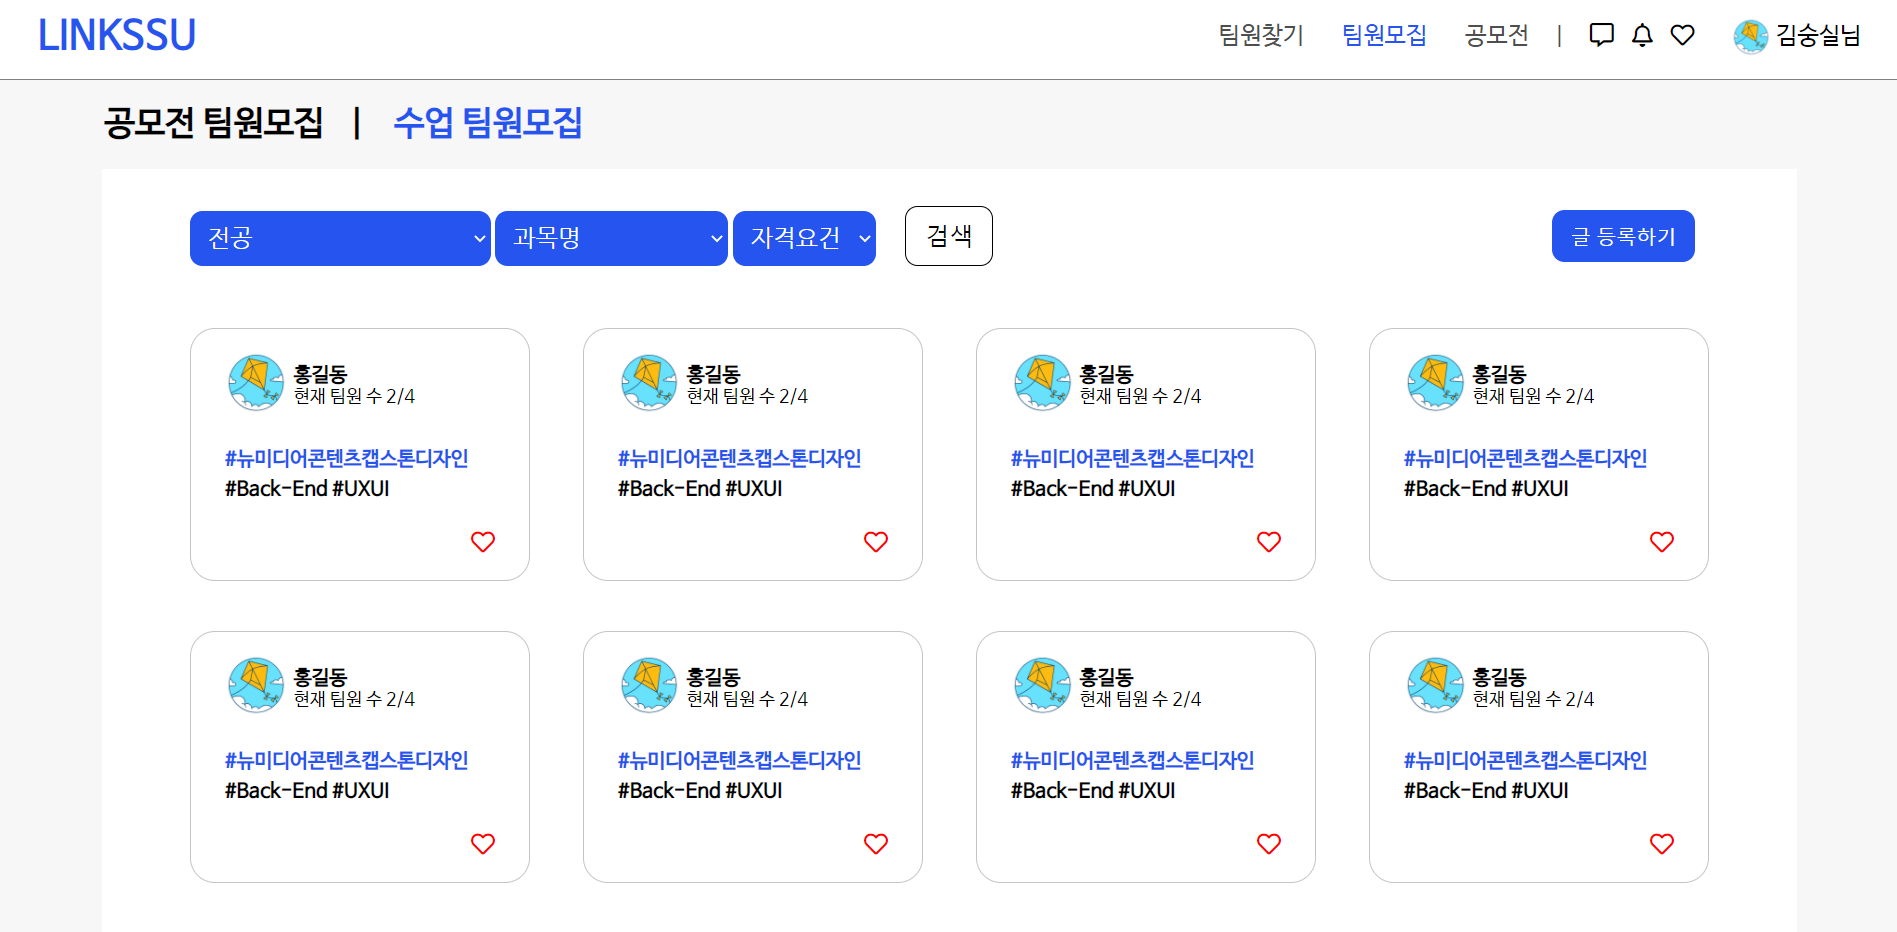 LINKSSU
팀원찾기 팀원모집 공모전 | 김숭실님
공모전 팀원모집 | 수업 팀원모집
전공 과목명 자격요건 검색 글 등록하기
홍길동 홍길동 홍길동 홍길동
현재 팀원 수 2/4 현재 팀원 수 2/4 현재 팀원 수 2/4 현재 팀원 수 2/4
#뉴미디어콘텐츠캡스톤디자인 #뉴미디어콘텐츠캡스톤디자인 #뉴미디어콘텐츠캡스톤디자인 #뉴미디어콘텐츠캡스톤디자인
#Back-End #UXUI #Back-End #UXUI #Back-End #UXUI #Back-End #UXUI
홍길동 홍길동 홍길동 홍길동
현재 팀원 수 2/4 현재 팀원 수 2/4 현재 팀원 수 2/4 현재 팀원 수 2/4
#뉴미디어콘텐츠캡스톤디자인 #뉴미디어콘텐츠캡스톤디자인 #뉴미디어콘텐츠캡스톤디자인 #뉴미디어콘텐츠캡스톤디자인
#Back-End #UXUI #Back-End #UXUI #Back-End #UXUI #Back-End #UXUI